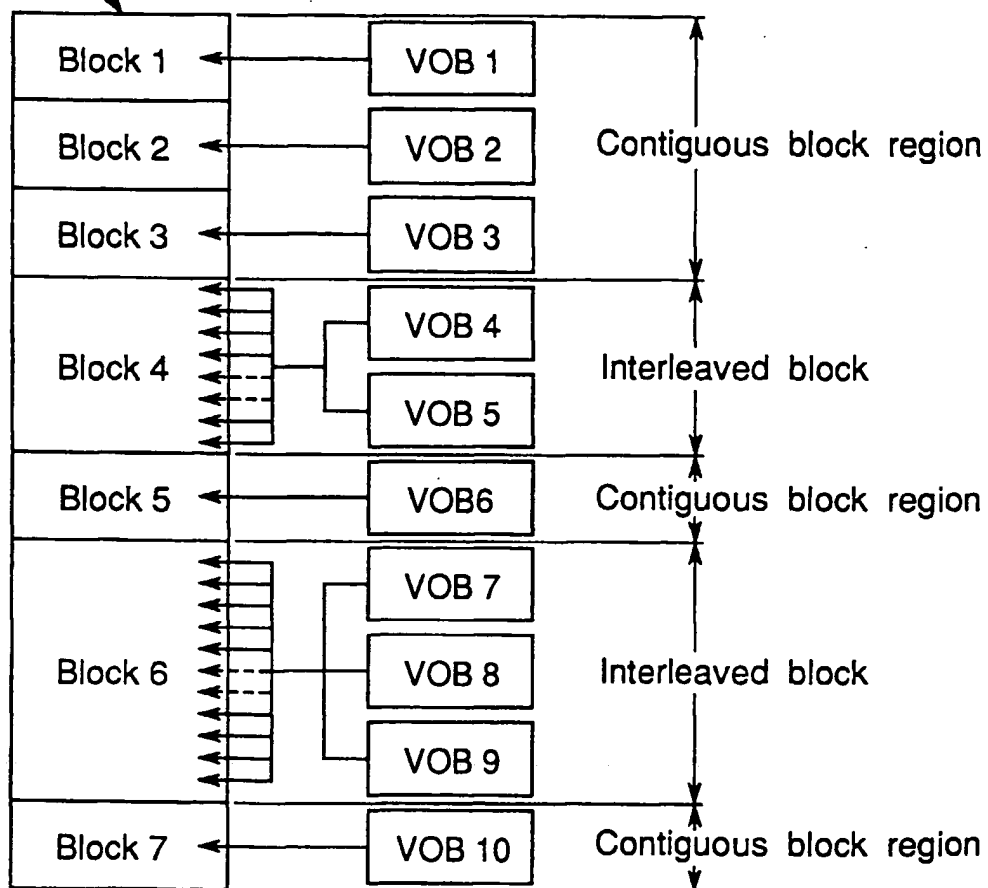 Block 1
VOB 1
Block 2
VOB 2
Contiguous block region
Block 3
VOB 3
VOB 4
Block 4
Interleaved block
VOB 5
Block 5
VOB6
Contiguous block region
VOB 7
Block 6
VOB 8
Interleaved block
VOB 9
Block 7
VOB 10
Contiguous block region